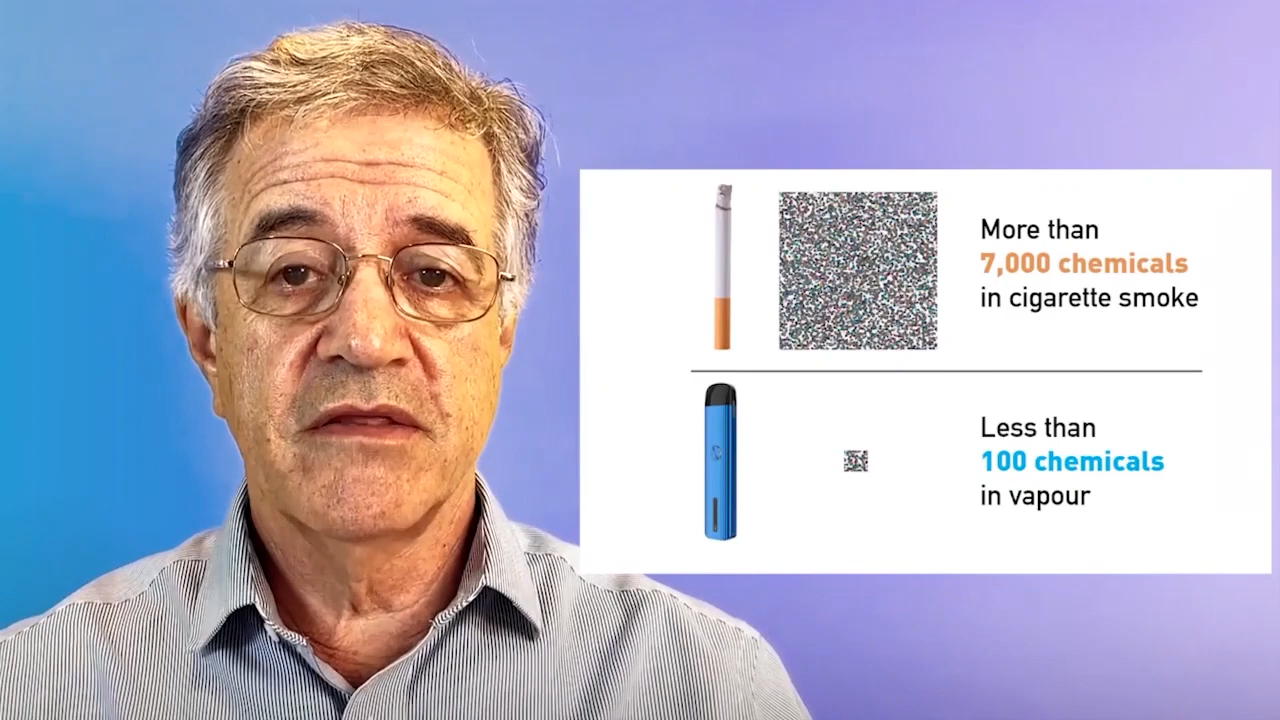 More than
7,000 chemicals
in cigarette smoke
Less than
100 chemicals
in vapour